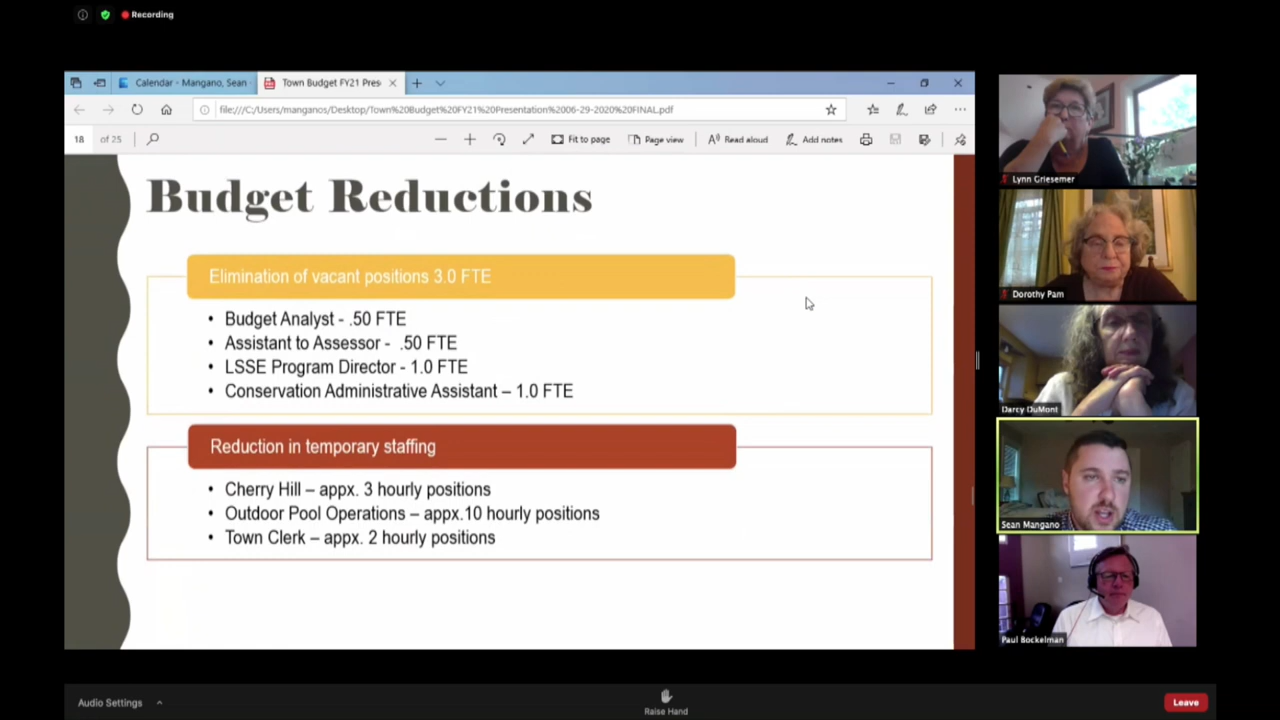 Recording
Calendar - Mangano, Sean
Town Budget FY21 Pres
file:///C:/Users/manganos/Desktop/Town%20Budget%20FY21%20Presentation%2006-29-2020%20FINAL.pdf
18 of 25
Fit to page
Page view
Read aloud
Add notes
Budget Reductions
Elimination of vacant positions 3.0 FTE
• Budget Analyst - .50 FTE
• Assistant to Assessor - .50 FTE
• LSSE Program Director - 1.0 FTE
• Conservation Administrative Assistant – 1.0 FTE
Reduction in temporary staffing
• Cherry Hill – appx. 3 hourly positions
• Outdoor Pool Operations – appx.10 hourly positions
• Town Clerk – appx. 2 hourly positions
Lynn Griesemer
Dorothy Pam
Darcy DuMont
Sean Mangano
Paul Bockelman
Audio Settings
Raise Hand
Leave